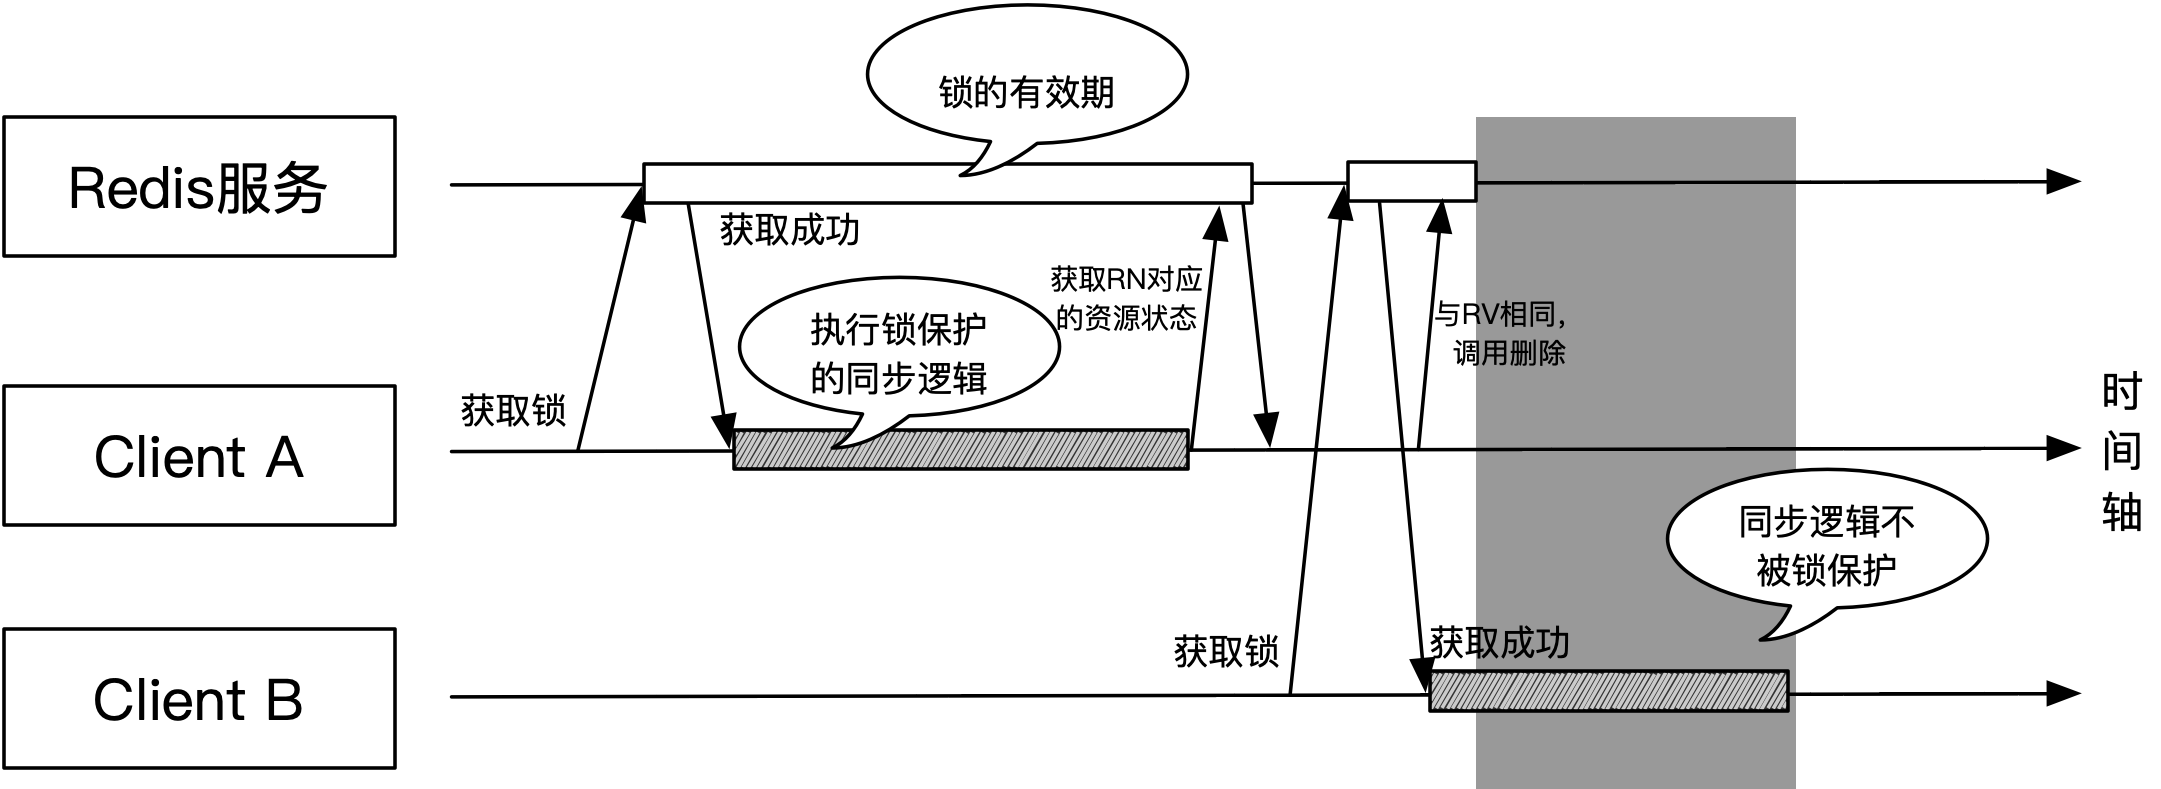 锁的有效期
Redis服务
获取成功
获取RN对应
的资源状态
执行锁保护
的同步逻辑
与RV相同，
调用删除
获取锁
Client A
时
间
轴
同步逻辑不
被锁保护
获取锁
获取成功
Client B